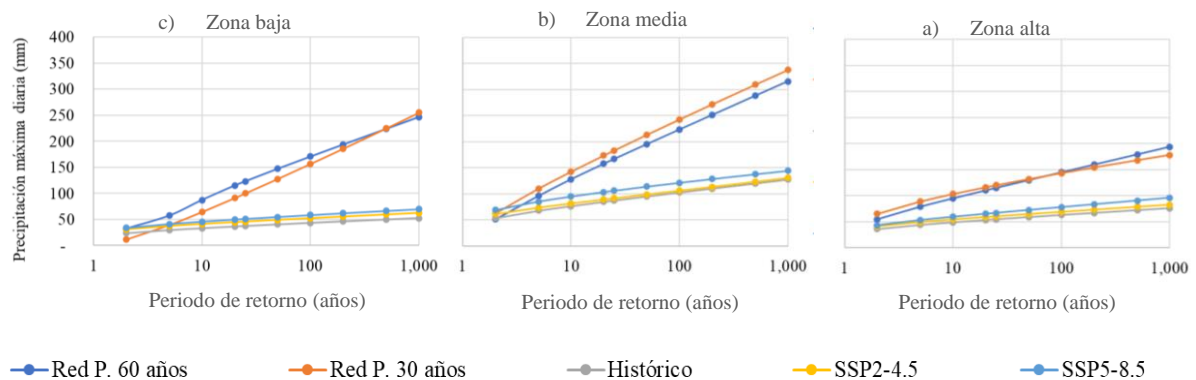 c) Zona baja
b) Zona media
a) Zona alta
Precipitación máxima diaria (mm)
400
350
300
250
200
150
100
50
-
1 10 100 1,000
1 10 100 1,000
1 10 100 1,000
Periodo de retorno (años)
Periodo de retorno (años)
Periodo de retorno (años)
Red P. 60 años
Red P. 30 años
Histórico
SSP2-4.5
SSP5-8.5